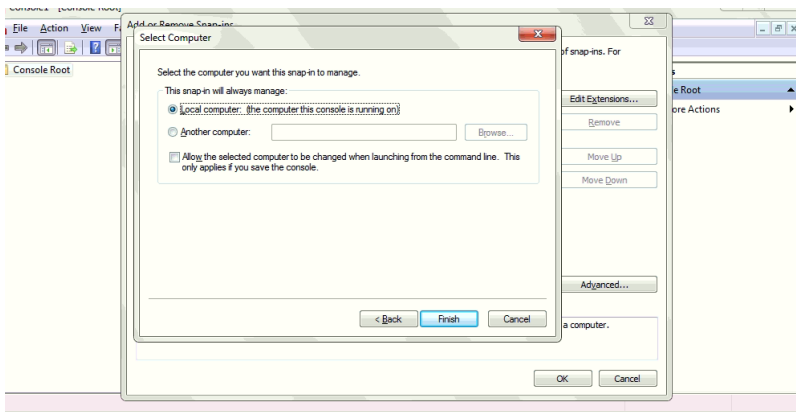 Console1 - [Console Root]
File Action View
Console Root
Add or Remove Snap-ins
of snap-ins. For
Edit Extensions...
Remove
Move Up
Move Down
Advanced...
a computer.
OK Cancel
Select Computer
Select the computer you want this snap-in to manage.
This snap-in will always manage:
Local computer: (the computer this console is running on)
Another computer:
Browse...
Allow the selected computer to be changed when launching from the command line. This
only applies if you save the console.
< Back Finish Cancel
s
e Root
ore Actions